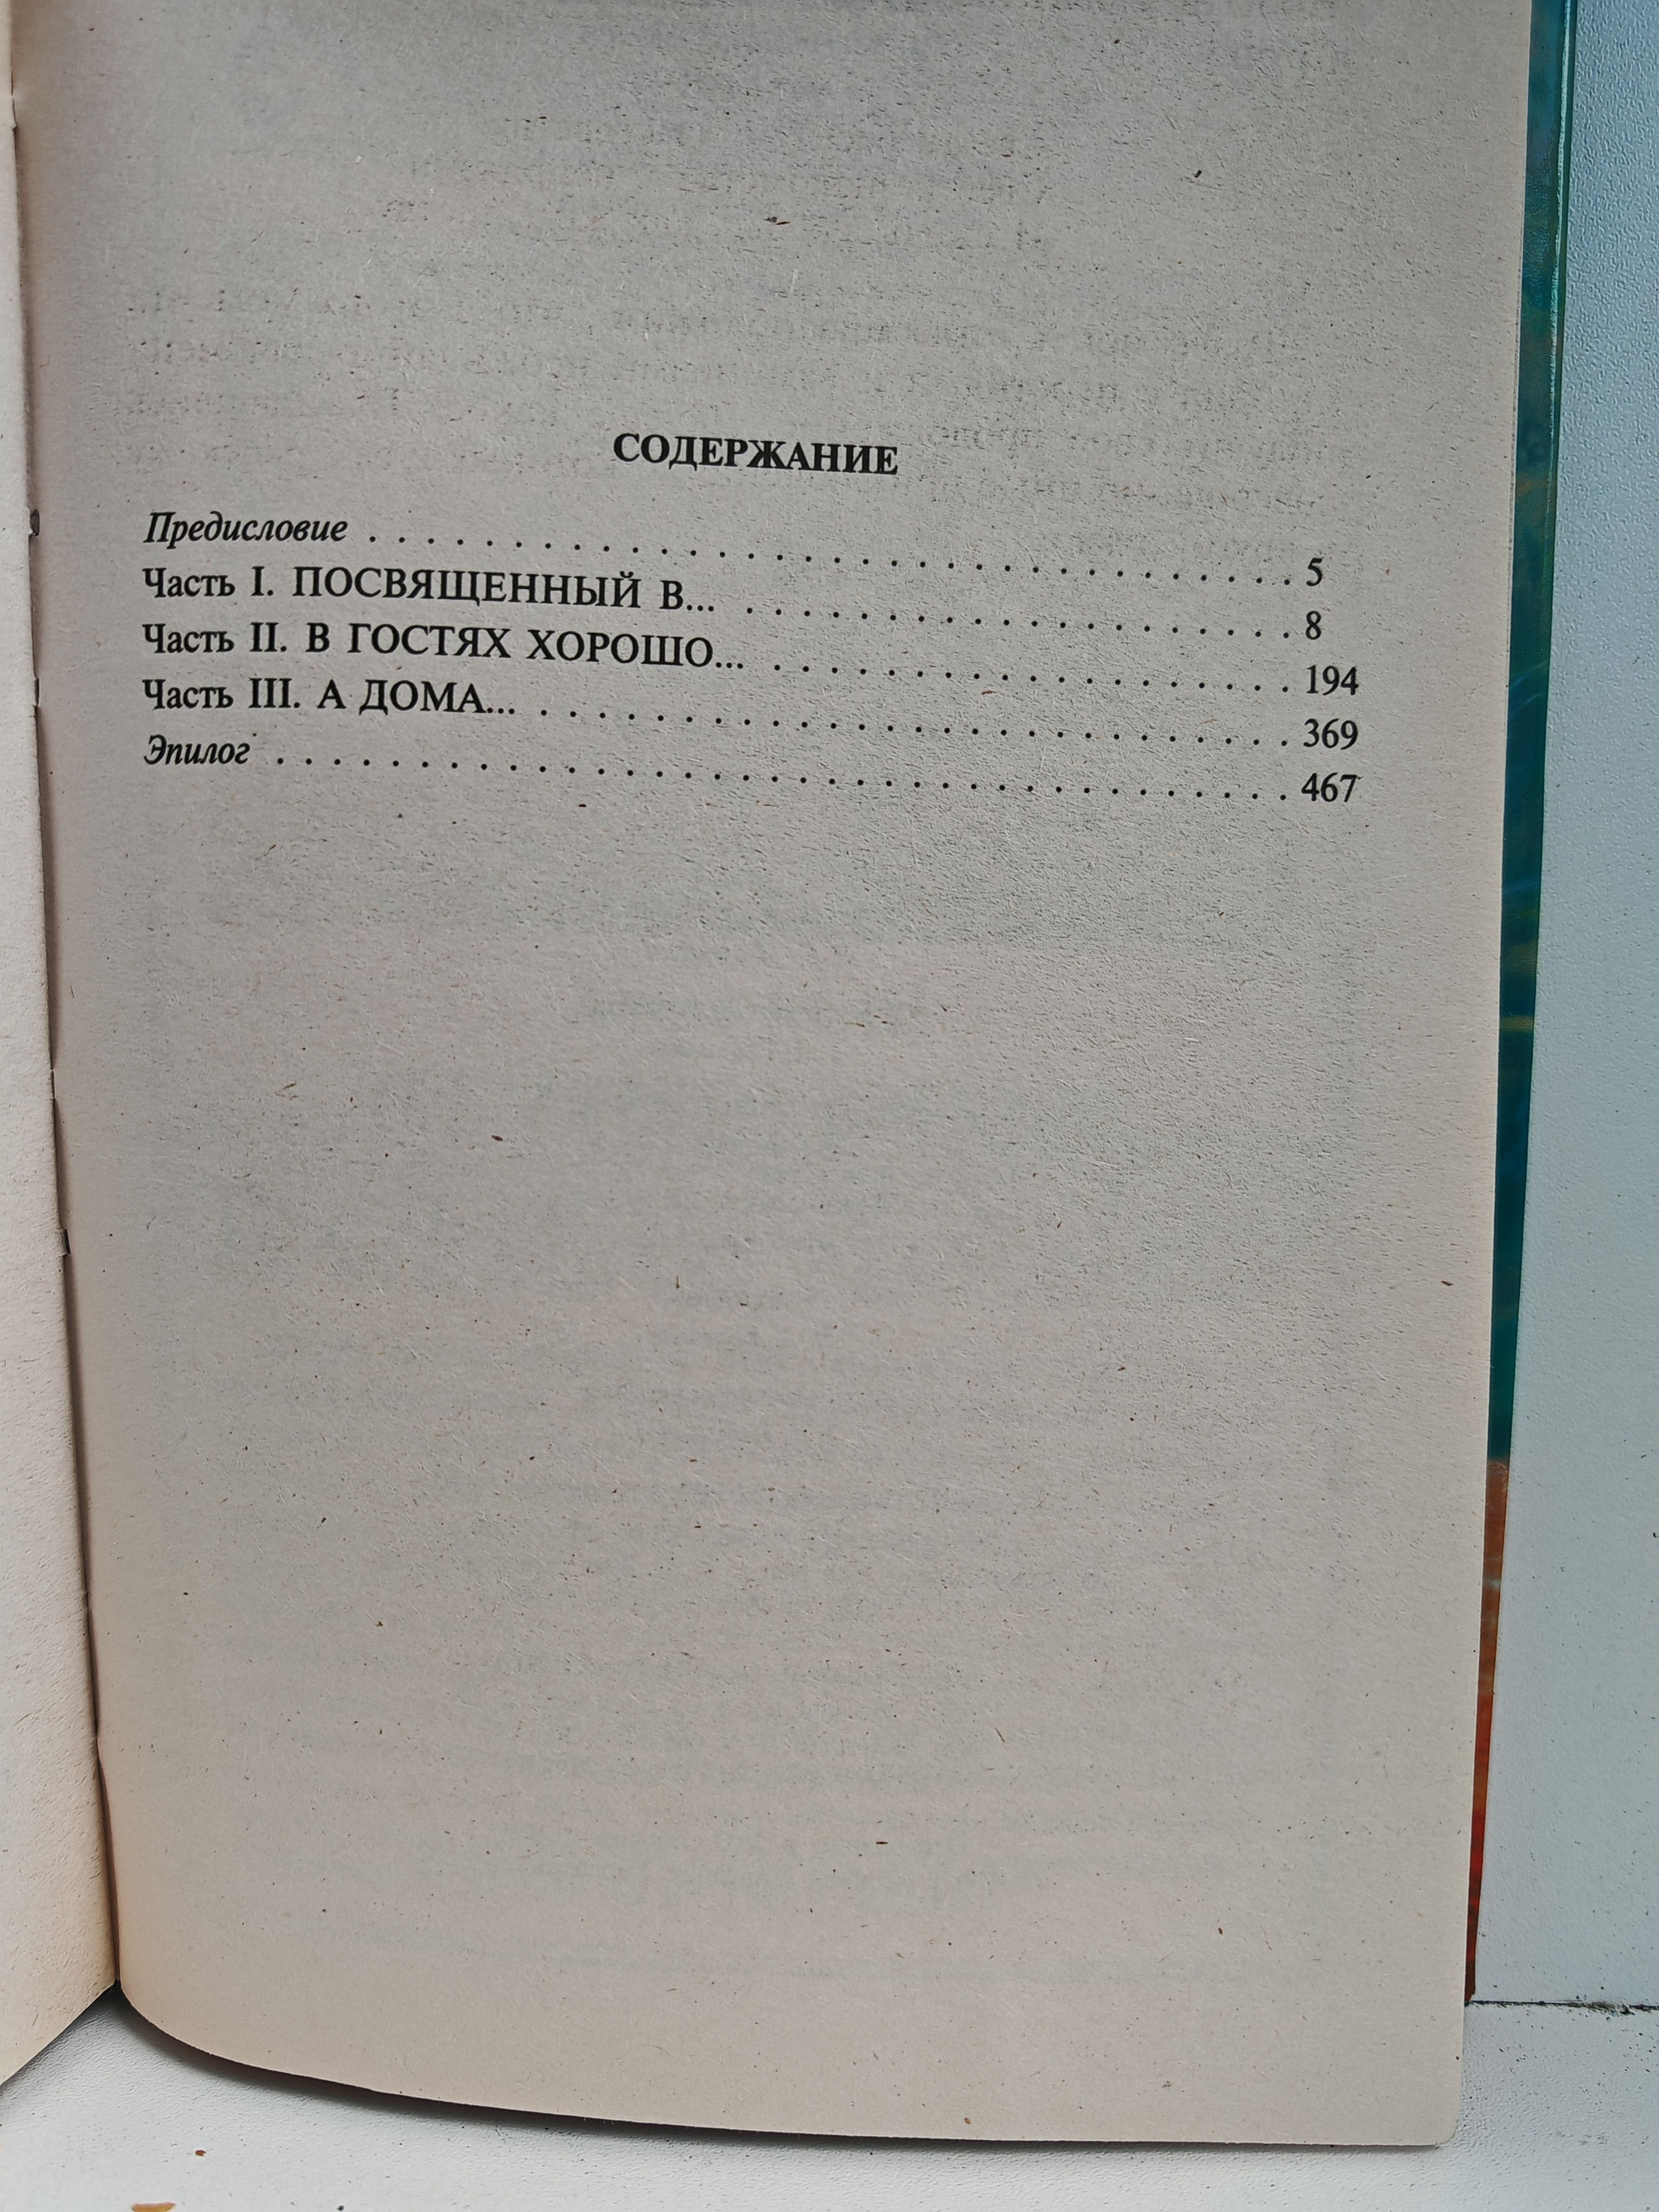 СОДЕРЖАНИЕ
Предисловие . . . . . . . . . . . . . . . . . . . . . . . . . . . . . . . . 5
Часть I. ПОСВЯЩЕННЫЙ В... . . . . . . . . . . . . . . . . . . . 8
Часть II. В ГОСТЯХ ХОРОШО... . . . . . . . . . . . . . . . . . . 194
Часть III. А ДОМА... . . . . . . . . . . . . . . . . . . . . . . . . . . 369
Эпилог . . . . . . . . . . . . . . . . . . . . . . . . . . . . . . . . . . . 467